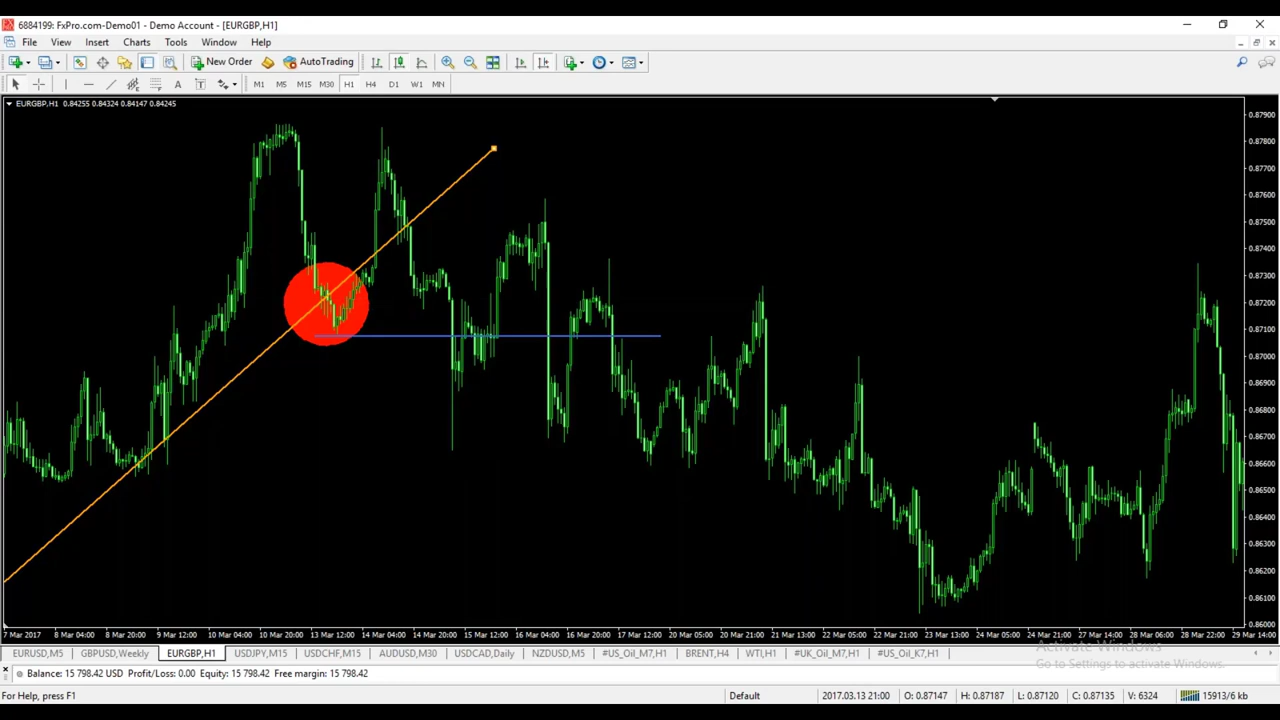 6884199: FxPro.com-Demo01 - Demo Account - [EURGBP,H1]
File View Insert Charts Tools Window Help
New Order AutoTrading
A T M1 M5 M15 M30 H1 H4 D1 W1 MN
EURGBP,H1 0.84255 0.84324 0.84147 0.84245
0.87900
0.87800
0.87700
0.87600
0.87500
0.87400
0.87300
0.87200
0.87100
0.87000
0.86900
0.86800
0.86700
0.86600
0.86500
0.86400
0.86300
0.86200
0.86100
0.86000
7 Mar 2017 8 Mar 04:00 8 Mar 20:00 9 Mar 12:00 10 Mar 04:00 10 Mar 20:00 13 Mar 12:00 14 Mar 04:00 14 Mar 20:00 15 Mar 12:00 16 Mar 04:00 16 Mar 20:00 17 Mar 12:00 20 Mar 05:00 20 Mar 21:00 21 Mar 13:00 22 Mar 05:00 22 Mar 21:00 23 Mar 13:00 24 Mar 05:00 24 Mar 21:00 27 Mar 14:00 28 Mar 06:00 28 Mar 22:00 29 Mar 14:00
Activate Windows
Go to Settings to activate Windows.
EURUSD,M5 GBPUSD,Weekly EURGBP,H1 USDJPY,M15 USDCHF,M15 AUDUSD,M30 USDCAD,Daily NZDUSD,M5 #US_Oil_M7,H1 BRENT,H4 WTI,H1 #UK_Oil_M7,H1 #US_Oil_K7,H1
Balance: 15 798.42 USD Profit/Loss: 0.00 Equity: 15 798.42 Free margin: 15 798.42
For Help, press F1 Default 2017.03.13 21:00 O: 0.87147 H: 0.87187 L: 0.87120 C: 0.87135 V: 6324 15913/6 kb